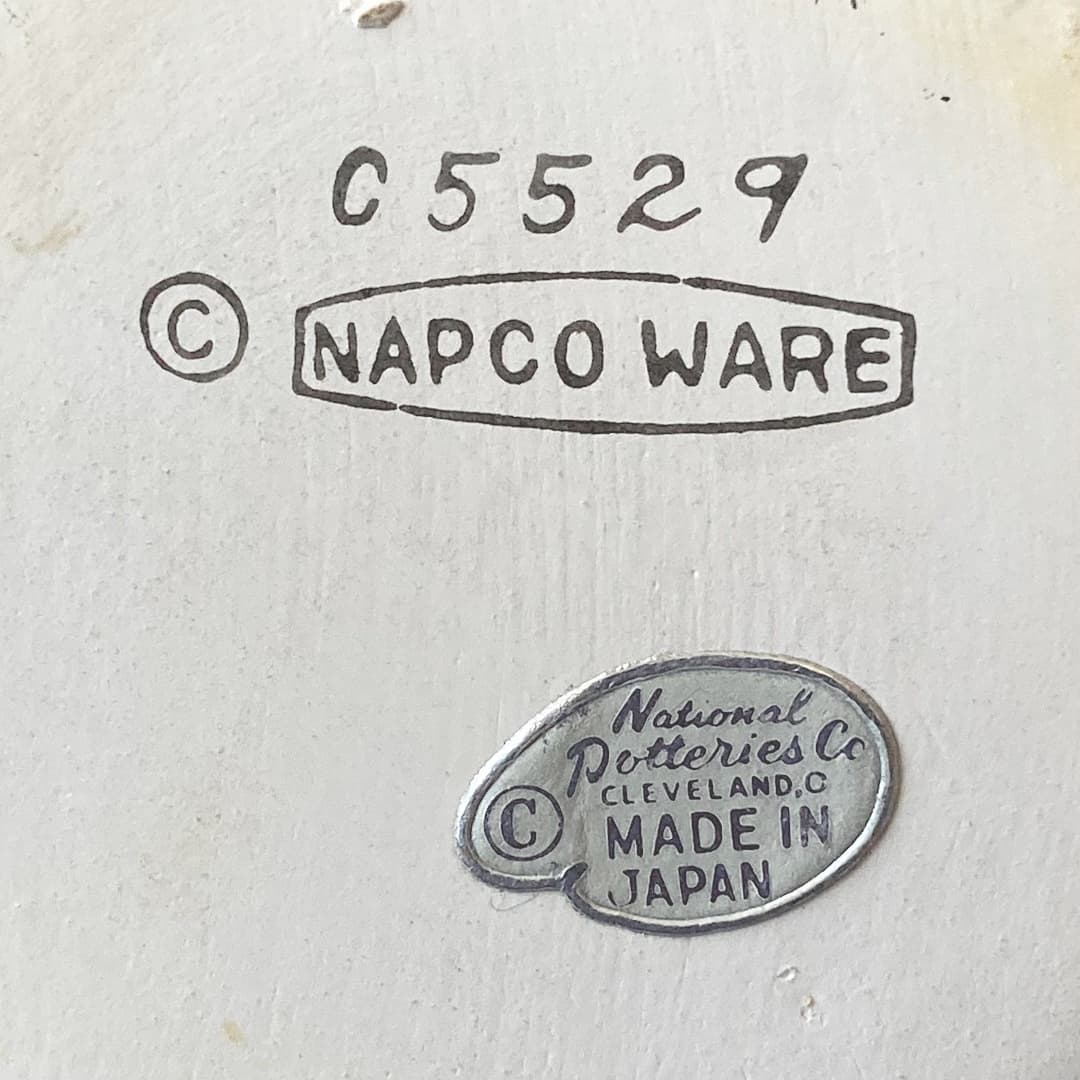 C5529
© NAPCO WARE
National
Potteries Co
CLEVELAND, O
© MADE IN
JAPAN